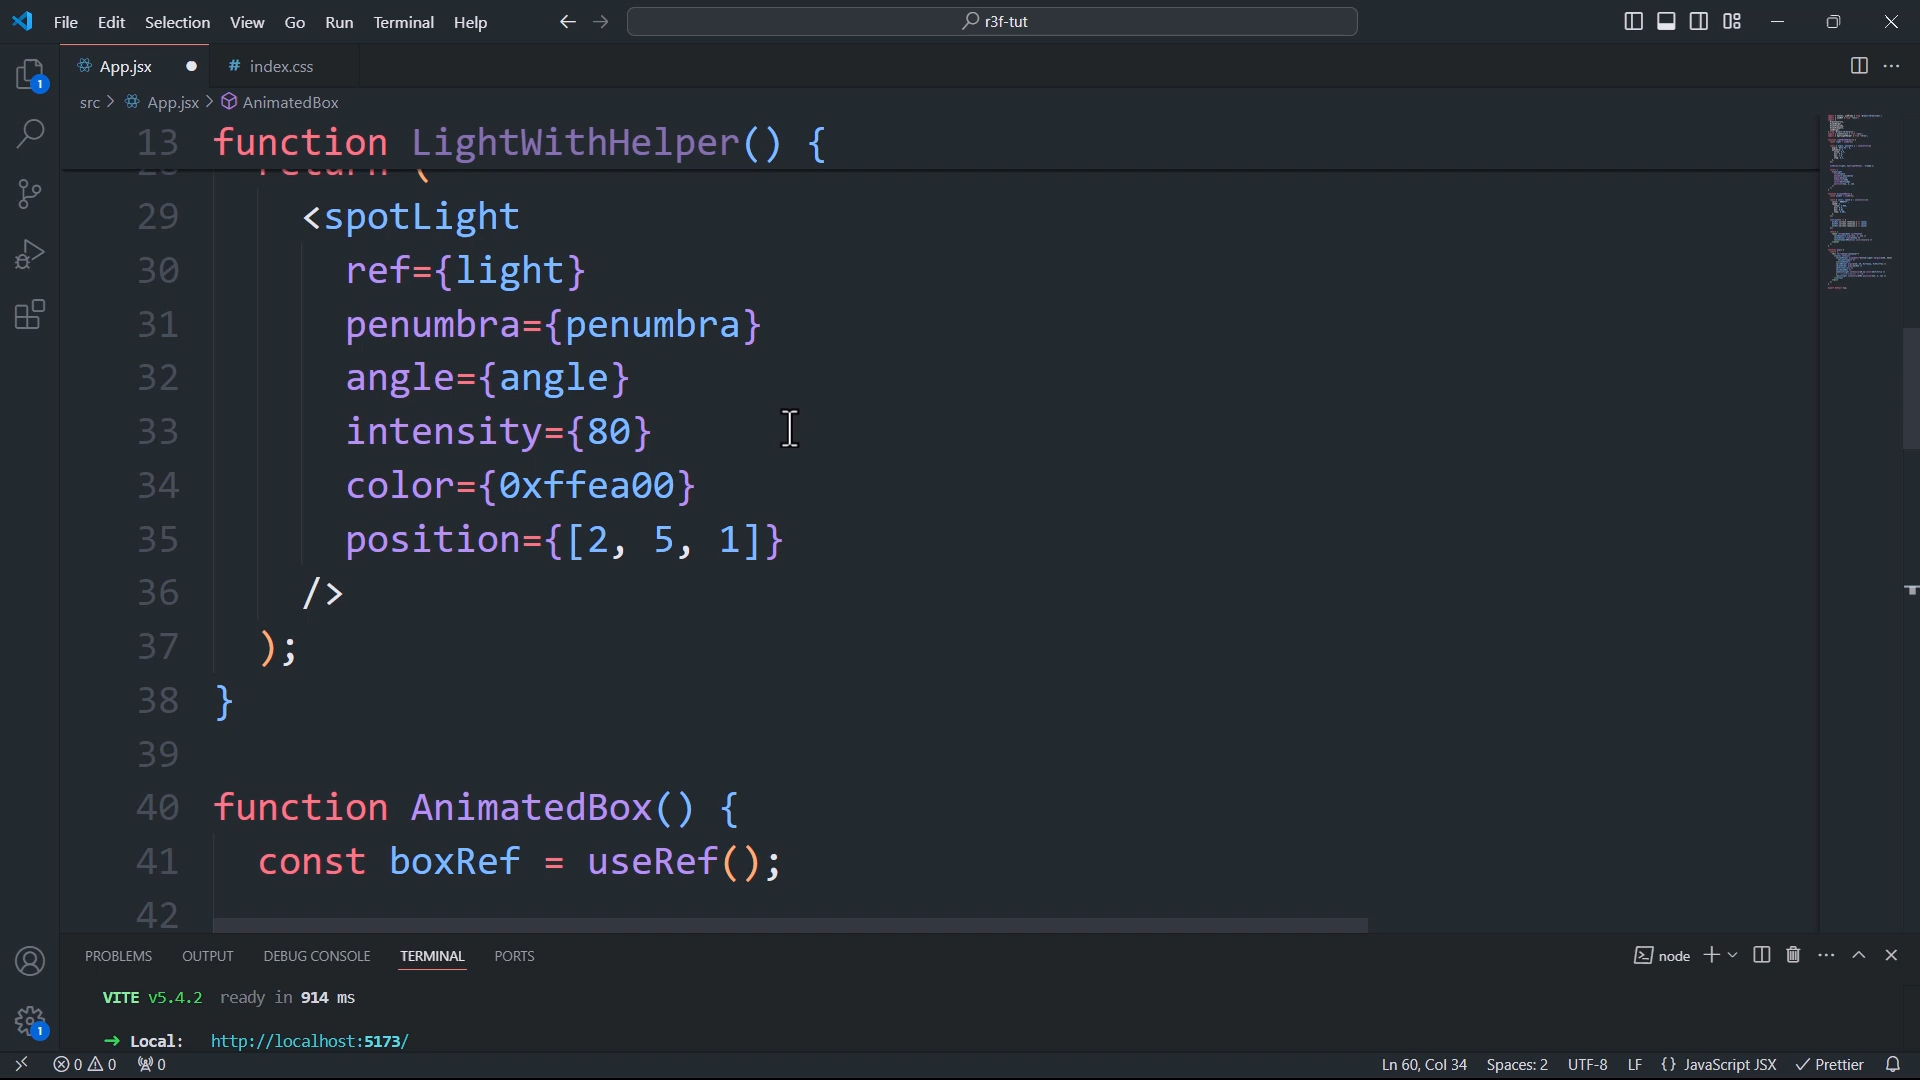 File Edit Selection View Go Run Terminal Help r3f-tut
App.jsx # index.css
src > App.jsx > AnimatedBox
13 function LightWithHelper() {
28 return (
29 <spotLight
30 ref={light}
31 penumbra={penumbra}
32 angle={angle}
33 intensity={80}
34 color={0xffea00}
35 position={[2, 5, 1]}
36 />
37 );
38 }
39
40 function AnimatedBox() {
41 const boxRef = useRef();
42
1
1
PROBLEMS OUTPUT DEBUG CONSOLE TERMINAL PORTS node
VITE v5.4.2 ready in 914 ms
➜ Local: http://localhost:5173/
0 0 0 Ln 60, Col 34 Spaces: 2 UTF-8 LF {} JavaScript JSX Prettier